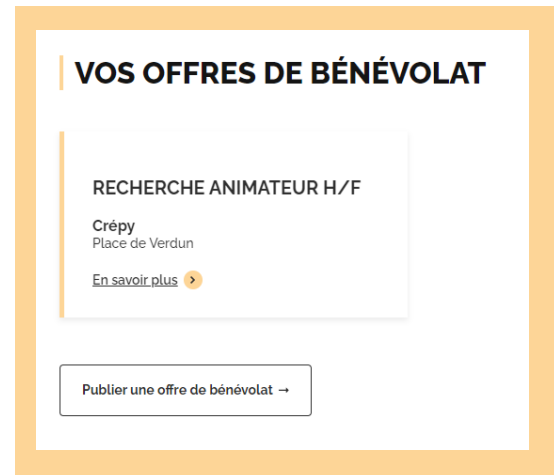 VOS OFFRES DE BÉNÉVOLAT
RECHERCHE ANIMATEUR H/F
Crépy
Place de Verdun
En savoir plus
Publier une offre de bénévolat →